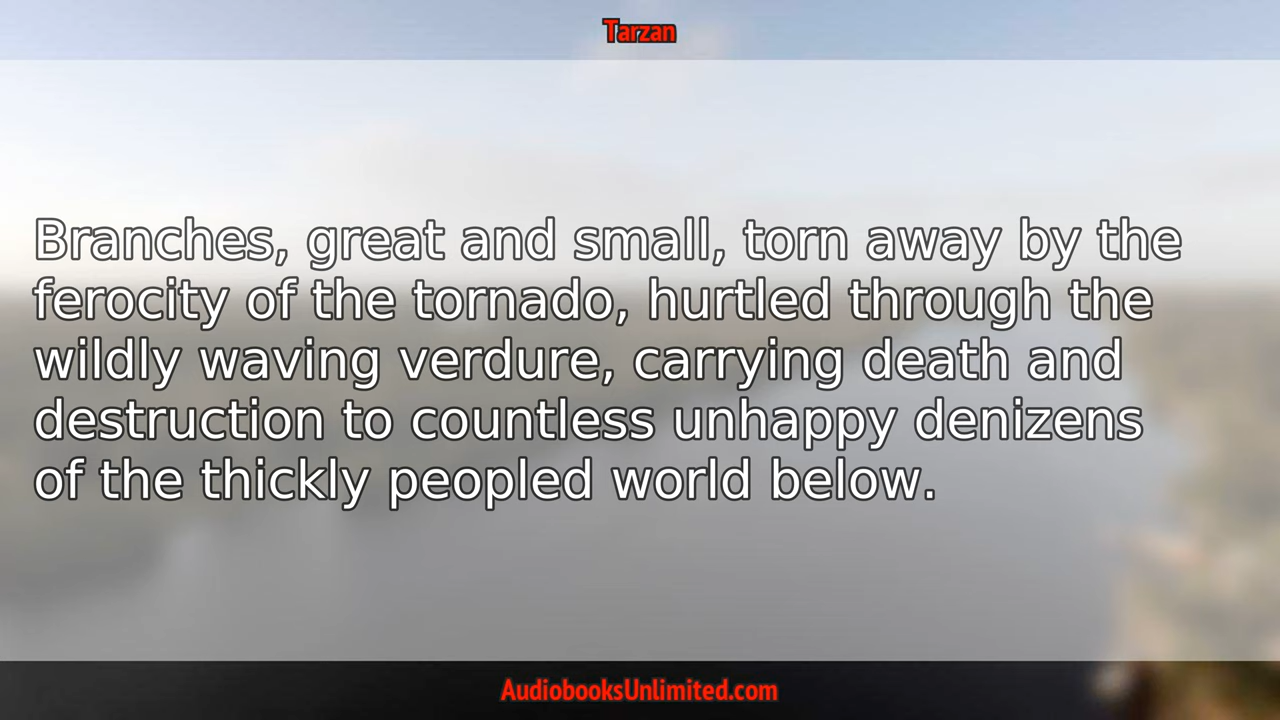 Tarzan
Branches, great and small, torn away by the
ferocity of the tornado, hurtled through the
wildly waving verdure, carrying death and
destruction to countless unhappy denizens
of the thickly peopled world below.
AudiobooksUnlimited.com